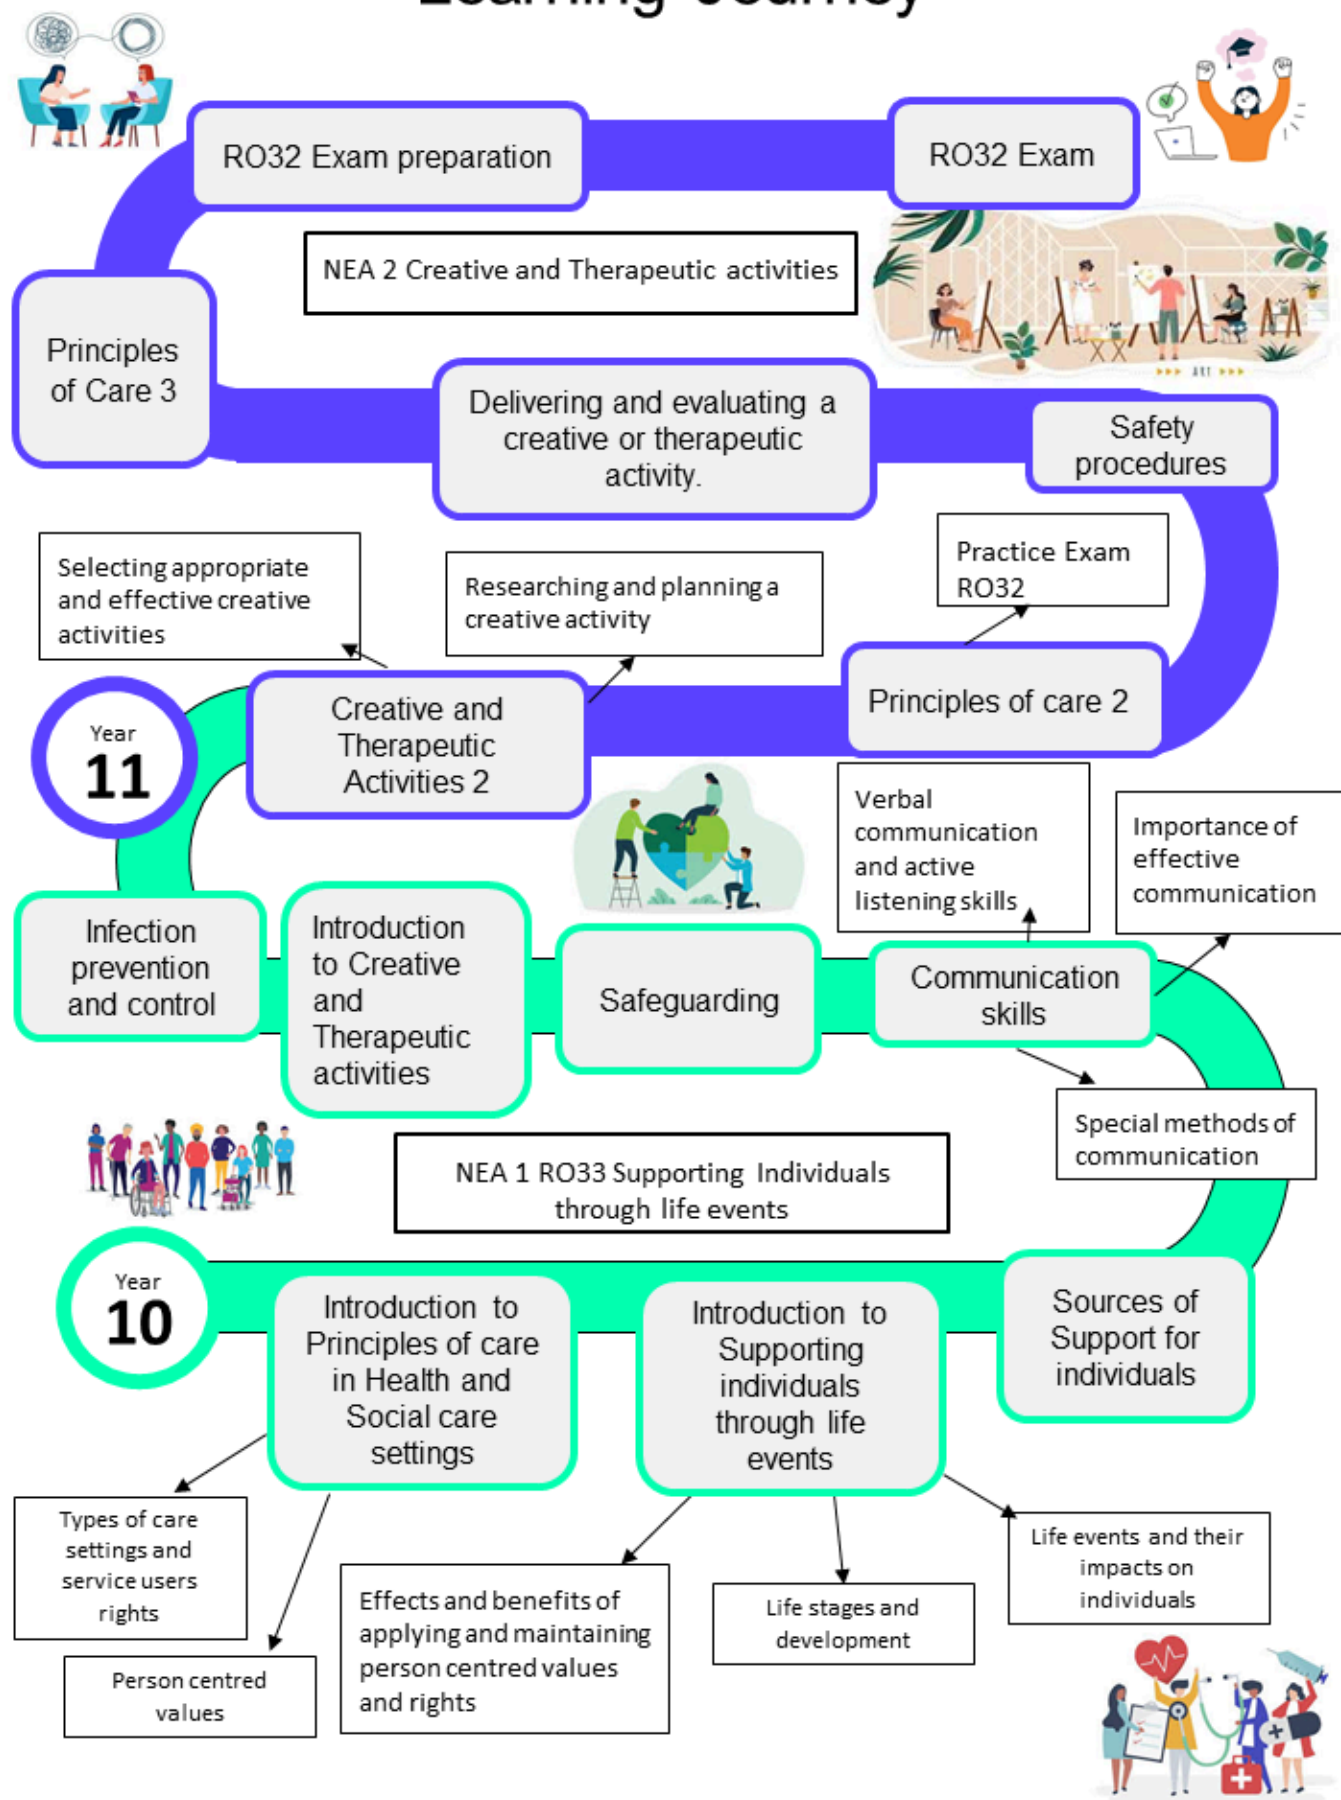 Learning Journey
RO32 Exam preparation
RO32 Exam
NEA 2 Creative and Therapeutic activities
ART
Principles
of Care 3
Delivering and evaluating a
creative or therapeutic
activity.
Safety
procedures
Selecting appropriate
and effective creative
activities
Researching and planning a
creative activity
Practice Exam
RO32
Year
11
Creative and
Therapeutic
Activities 2
Principles of care 2
Verbal
communication
and active
listening skills
Importance of
effective
communication
Infection
prevention
and control
Introduction
to Creative
and
Therapeutic
activities
Safeguarding
Communication
skills
Special methods of
communication
NEA 1 RO33 Supporting Individuals
through life events
Year
10
Introduction to
Principles of care
in Health and
Social care
settings
Introduction to
Supporting
individuals
through life
events
Sources of
Support for
individuals
Types of care
settings and
service users
rights
Person centred
values
Effects and benefits of
applying and maintaining
person centred values
and rights
Life stages and
development
Life events and their
impacts on
individuals